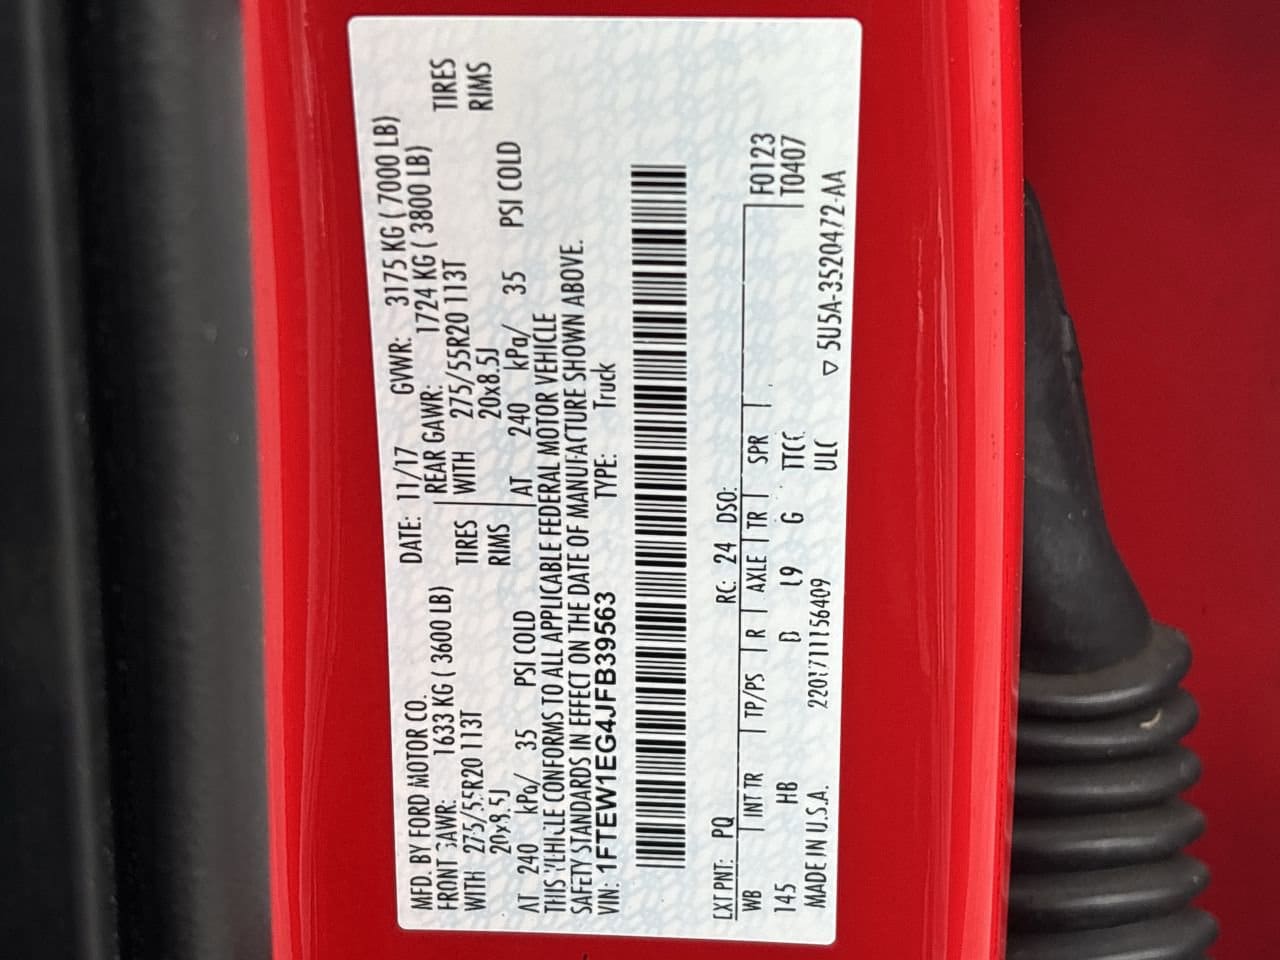 MFD. BY FORD MOTOR CO. DATE: 11/17 GVWR: 3175 KG ( 7000 LB)
FRONT GAWR: 1633 KG ( 3600 LB) REAR GAWR: 1724 KG ( 3800 LB)
WITH 275/55R20 113T TIRES WITH 275/55R20 113T TIRES
20x8.5J RIMS 20x8.5J RIMS
AT 240 kPa/ 35 PSI COLD AT 240 kPa/ 35 PSI COLD
THIS VEHICLE CONFORMS TO ALL APPLICABLE FEDERAL MOTOR VEHICLE
SAFETY STANDARDS IN EFFECT ON THE DATE OF MANUFACTURE SHOWN ABOVE.
VIN: 1FTEW1EG4JFB39563 TYPE: Truck
EXT PNT: PQ RC: 24 DSO:
WB INT TR TP/PS R AXLE TR SPR F0123
145 HB D L9 G T0407
MADE IN U.S.A. ▽ 5U5A-3520472-AA